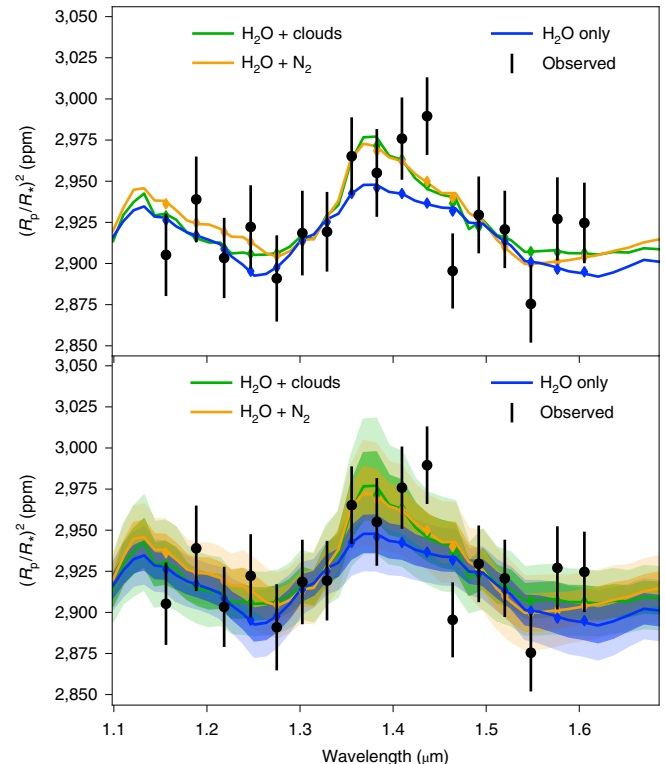 3,050
3,025
3,000
2,975
2,950
2,925
2,900
2,875
2,850
(Rp/R*)² (ppm)
H₂O + clouds
H₂O only
H₂O + N₂
Observed
3,050
3,025
3,000
2,975
2,950
2,925
2,900
2,875
2,850
(Rp/R*)² (ppm)
H₂O + clouds
H₂O only
H₂O + N₂
Observed
1.1 1.2 1.3 1.4 1.5 1.6
Wavelength (μm)